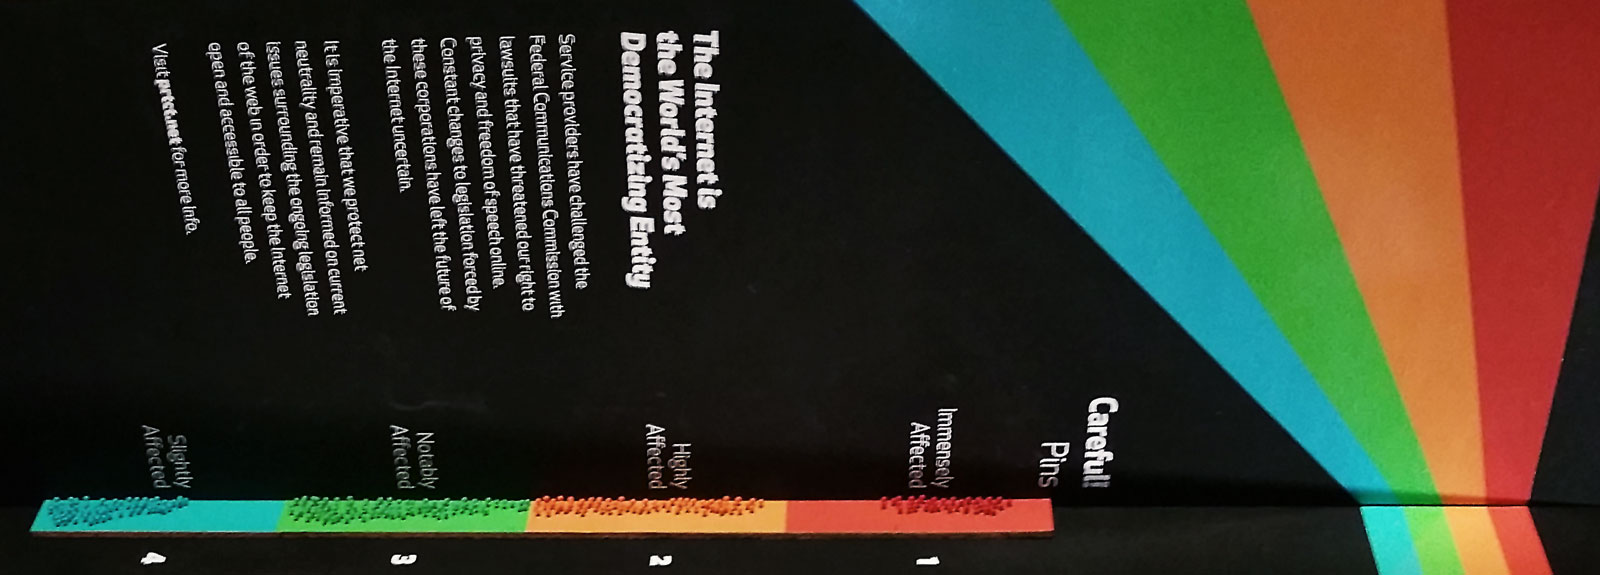 The Internet is
the World's Most
Democratizing Entity
Service providers have challenged the
Federal Communications Commission with
lawsuits that have threatened our right to
privacy and freedom of speech online.
Constant changes to legislation forced by
these corporations have left the future of
the Internet uncertain.
It is imperative that we protect net
neutrality and remain informed on current
issues surrounding the ongoing legislation
of the web in order to keep the Internet
open and accessible to all people.
Visit prtct.net for more info.
Careful!
Pins
Immensely
Affected
Highly
Affected
Notably
Affected
Slightly
Affected
1
2
3
4